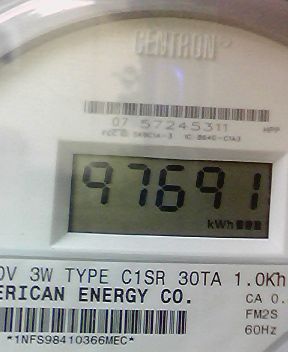 CENTRON
07 57245311 HPP
97691
kWh
0V 3W TYPE C1SR 30TA 1.0Kh
ERICAN ENERGY CO. CA 0.
FM2S
60Hz
*1NFS98410366MEC*